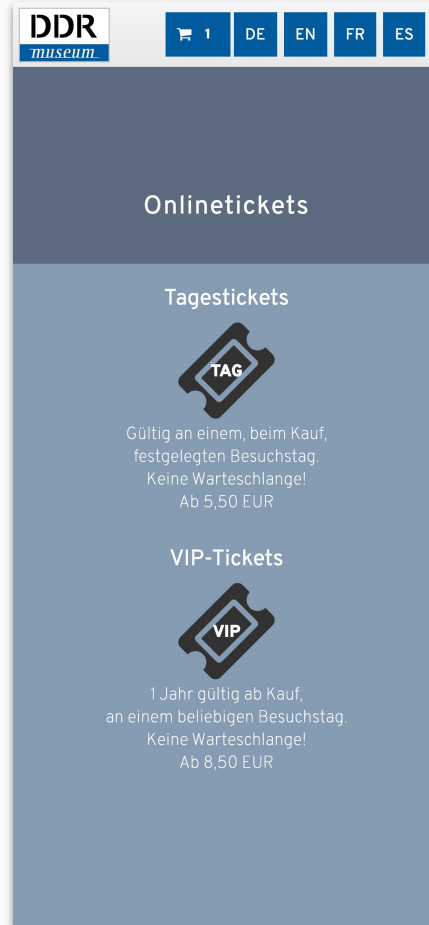 DDR
museum
1 DE EN FR ES
Onlinetickets
Tagestickets
TAG
Gültig an einem, beim Kauf,
festgelegten Besuchstag.
Keine Warteschlange!
Ab 5,50 EUR
VIP-Tickets
VIP
1 Jahr gültig ab Kauf,
an einem beliebigen Besuchstag.
Keine Warteschlange!
Ab 8,50 EUR